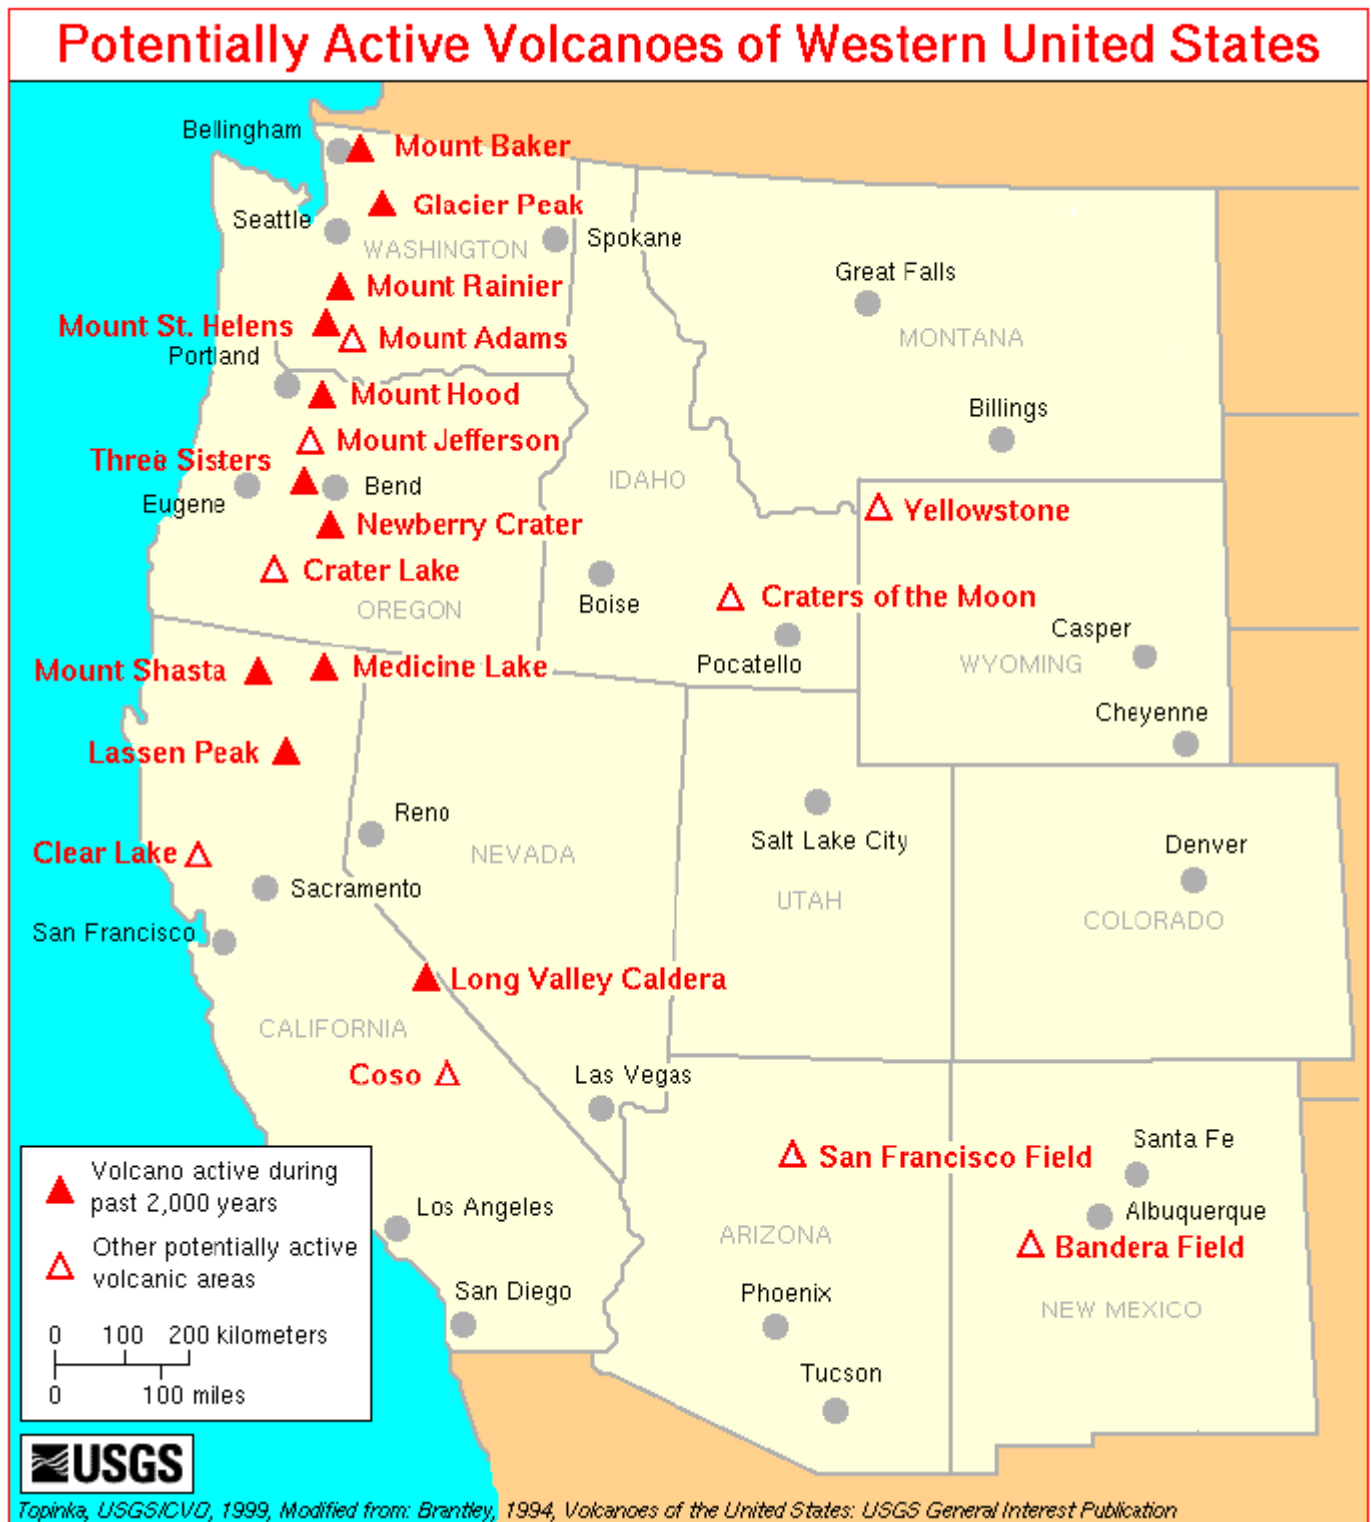 Potentially Active Volcanoes of Western United States
Bellingham
Mount Baker
Glacier Peak
Seattle
WASHINGTON
Spokane
Great Falls
Mount Rainier
Mount St. Helens
Mount Adams
MONTANA
Portland
Mount Hood
Billings
Mount Jefferson
Three Sisters
IDAHO
Bend
Eugene
Yellowstone
Newberry Crater
Crater Lake
OREGON
Boise
Craters of the Moon
Casper
Pocatello
WYOMING
Mount Shasta
Medicine Lake
Cheyenne
Lassen Peak
Reno
Salt Lake City
Denver
Clear Lake
NEVADA
Sacramento
UTAH
COLORADO
San Francisco
Long Valley Caldera
CALIFORNIA
Coso
Las Vegas
Santa Fe
San Francisco Field
Albuquerque
ARIZONA
Bandera Field
Los Angeles
San Diego
Phoenix
NEW MEXICO
Tucson
Volcano active during
past 2,000 years
Other potentially active
volcanic areas
0 100 200 kilometers
0 100 miles
USGS
Topinka, USGS/CVO, 1999, Modified from: Brantley, 1994, Volcanoes of the United States: USGS General Interest Publication